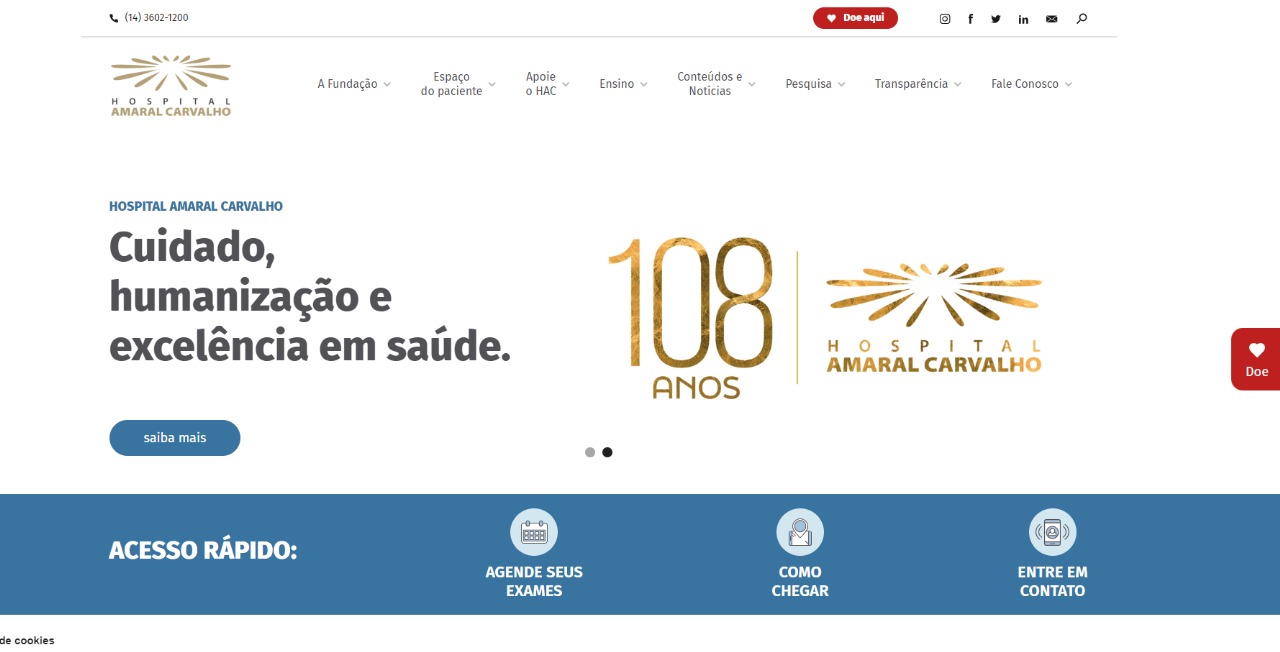 (14) 3602-1200
Doe aqui
HOSPITAL
AMARAL CARVALHO
A Fundação
Espaço
do paciente
Apoie
o HAC
Ensino
Conteúdos e
Noticias
Pesquisa
Transparência
Fale Conosco
HOSPITAL AMARAL CARVALHO
Cuidado,
humanização e
excelência em saúde.
108
ANOS
HOSPITAL
AMARAL CARVALHO
Doe
saiba mais
ACESSO RÁPIDO:
AGENDE SEUS
EXAMES
COMO
CHEGAR
ENTRE EM
CONTATO
de cookies